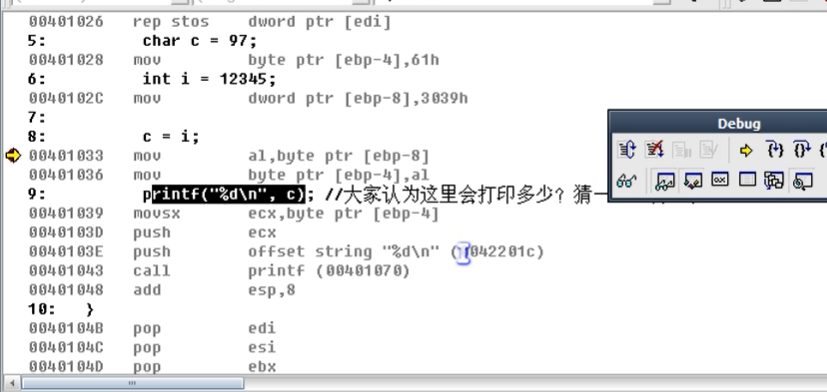 00401026 rep stos dword ptr [edi]
5: char c = 97;
00401028 mov byte ptr [ebp-4],61h
6: int i = 12345;
0040102C mov dword ptr [ebp-8],3039h
7:
8: c = i;
00401033 mov al,byte ptr [ebp-8]
00401036 mov byte ptr [ebp-4],al
9: printf("%d\n", c); //大家认为这里会打印多少？猜一
00401039 movsx ecx,byte ptr [ebp-4]
0040103D push ecx
0040103E push offset string "%d\n" (0042201c)
00401043 call printf (00401070)
00401048 add esp,8
10: }
0040104B pop edi
0040104C pop esi
0040104D pop ebx
Debug